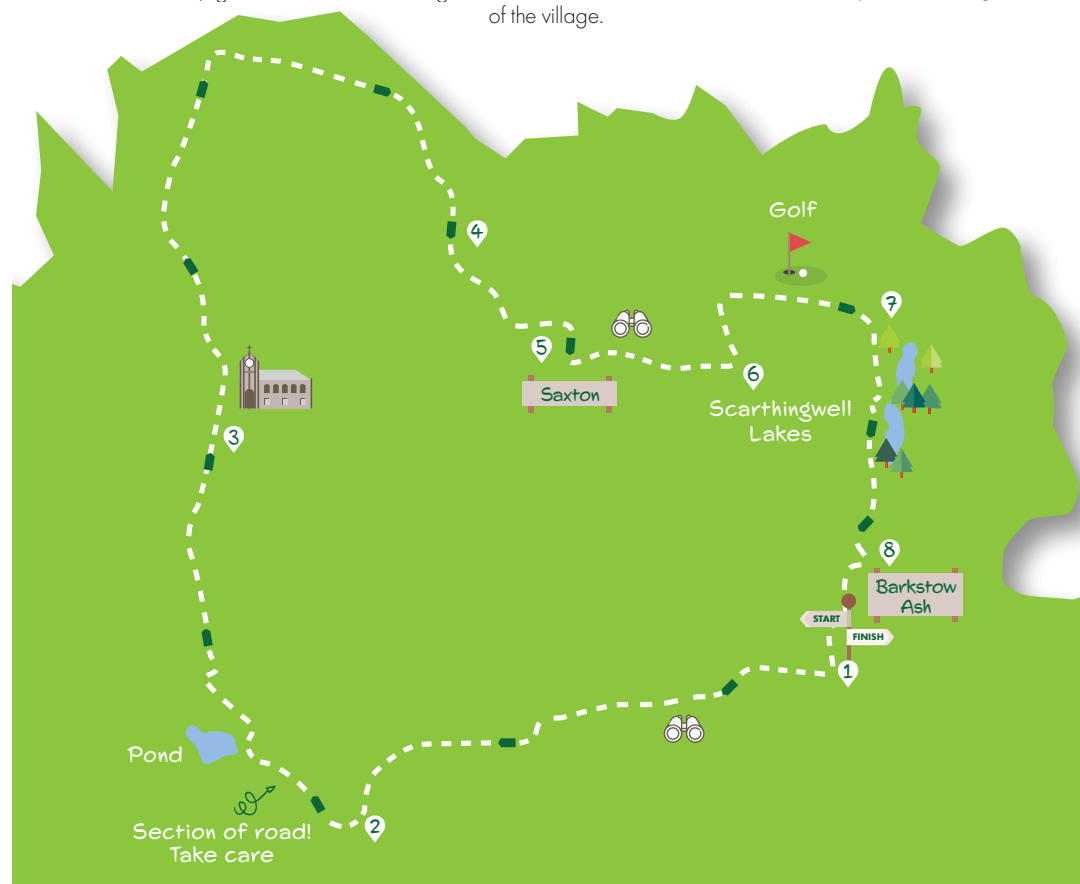 of the village.
Golf
4
7
5
6
Saxton
Scarthingwell
Lakes
3
8
Barkstow
Ash
START
FINISH
1
Pond
2
Section of road!
Take care